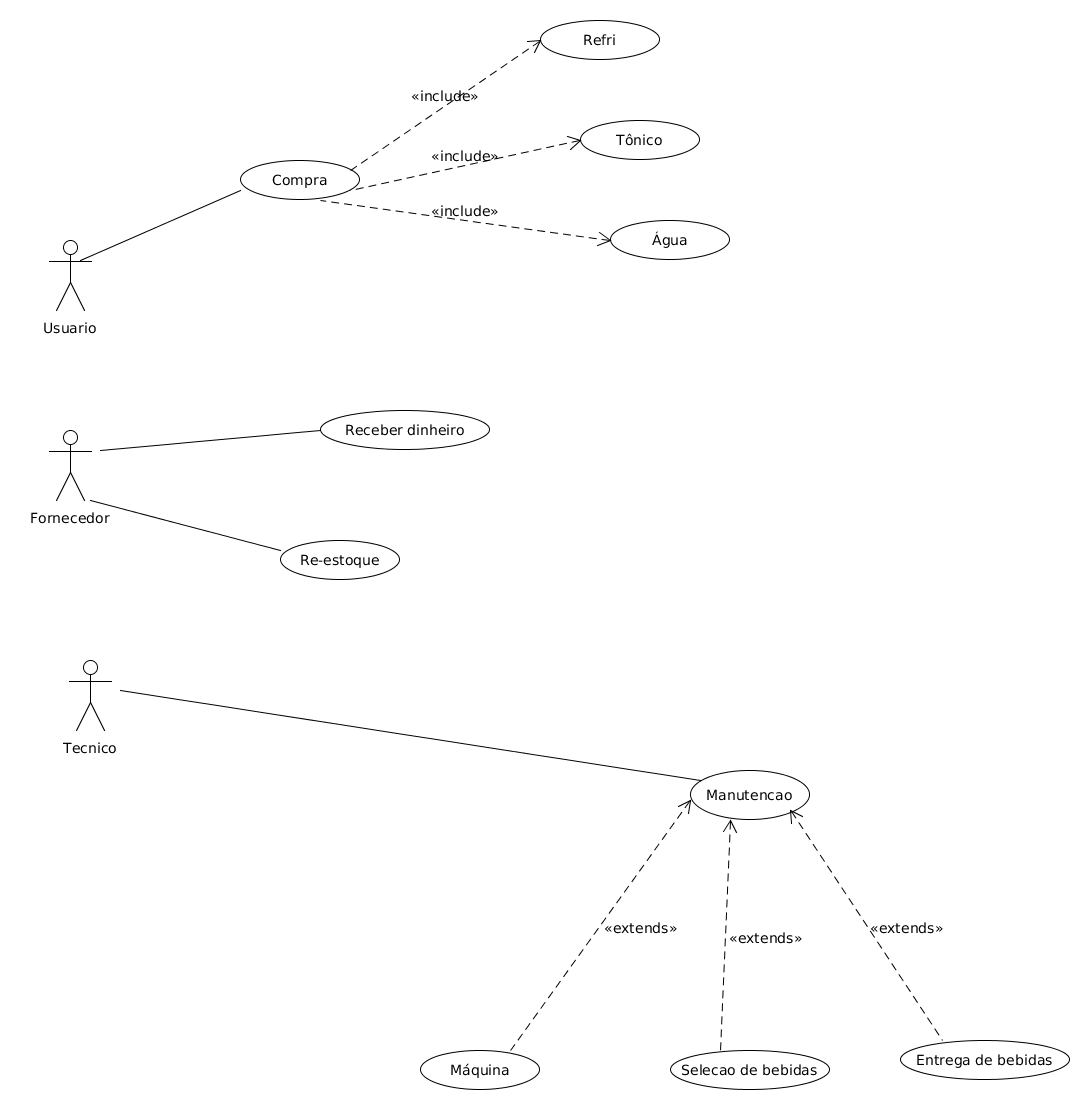 Refri
«include»
Tônico
«include»
Compra
«include»
Água
Usuario
Receber dinheiro
Fornecedor
Re-estoque
Tecnico
Manutencao
«extends»
«extends»
«extends»
Máquina
Selecao de bebidas
Entrega de bebidas